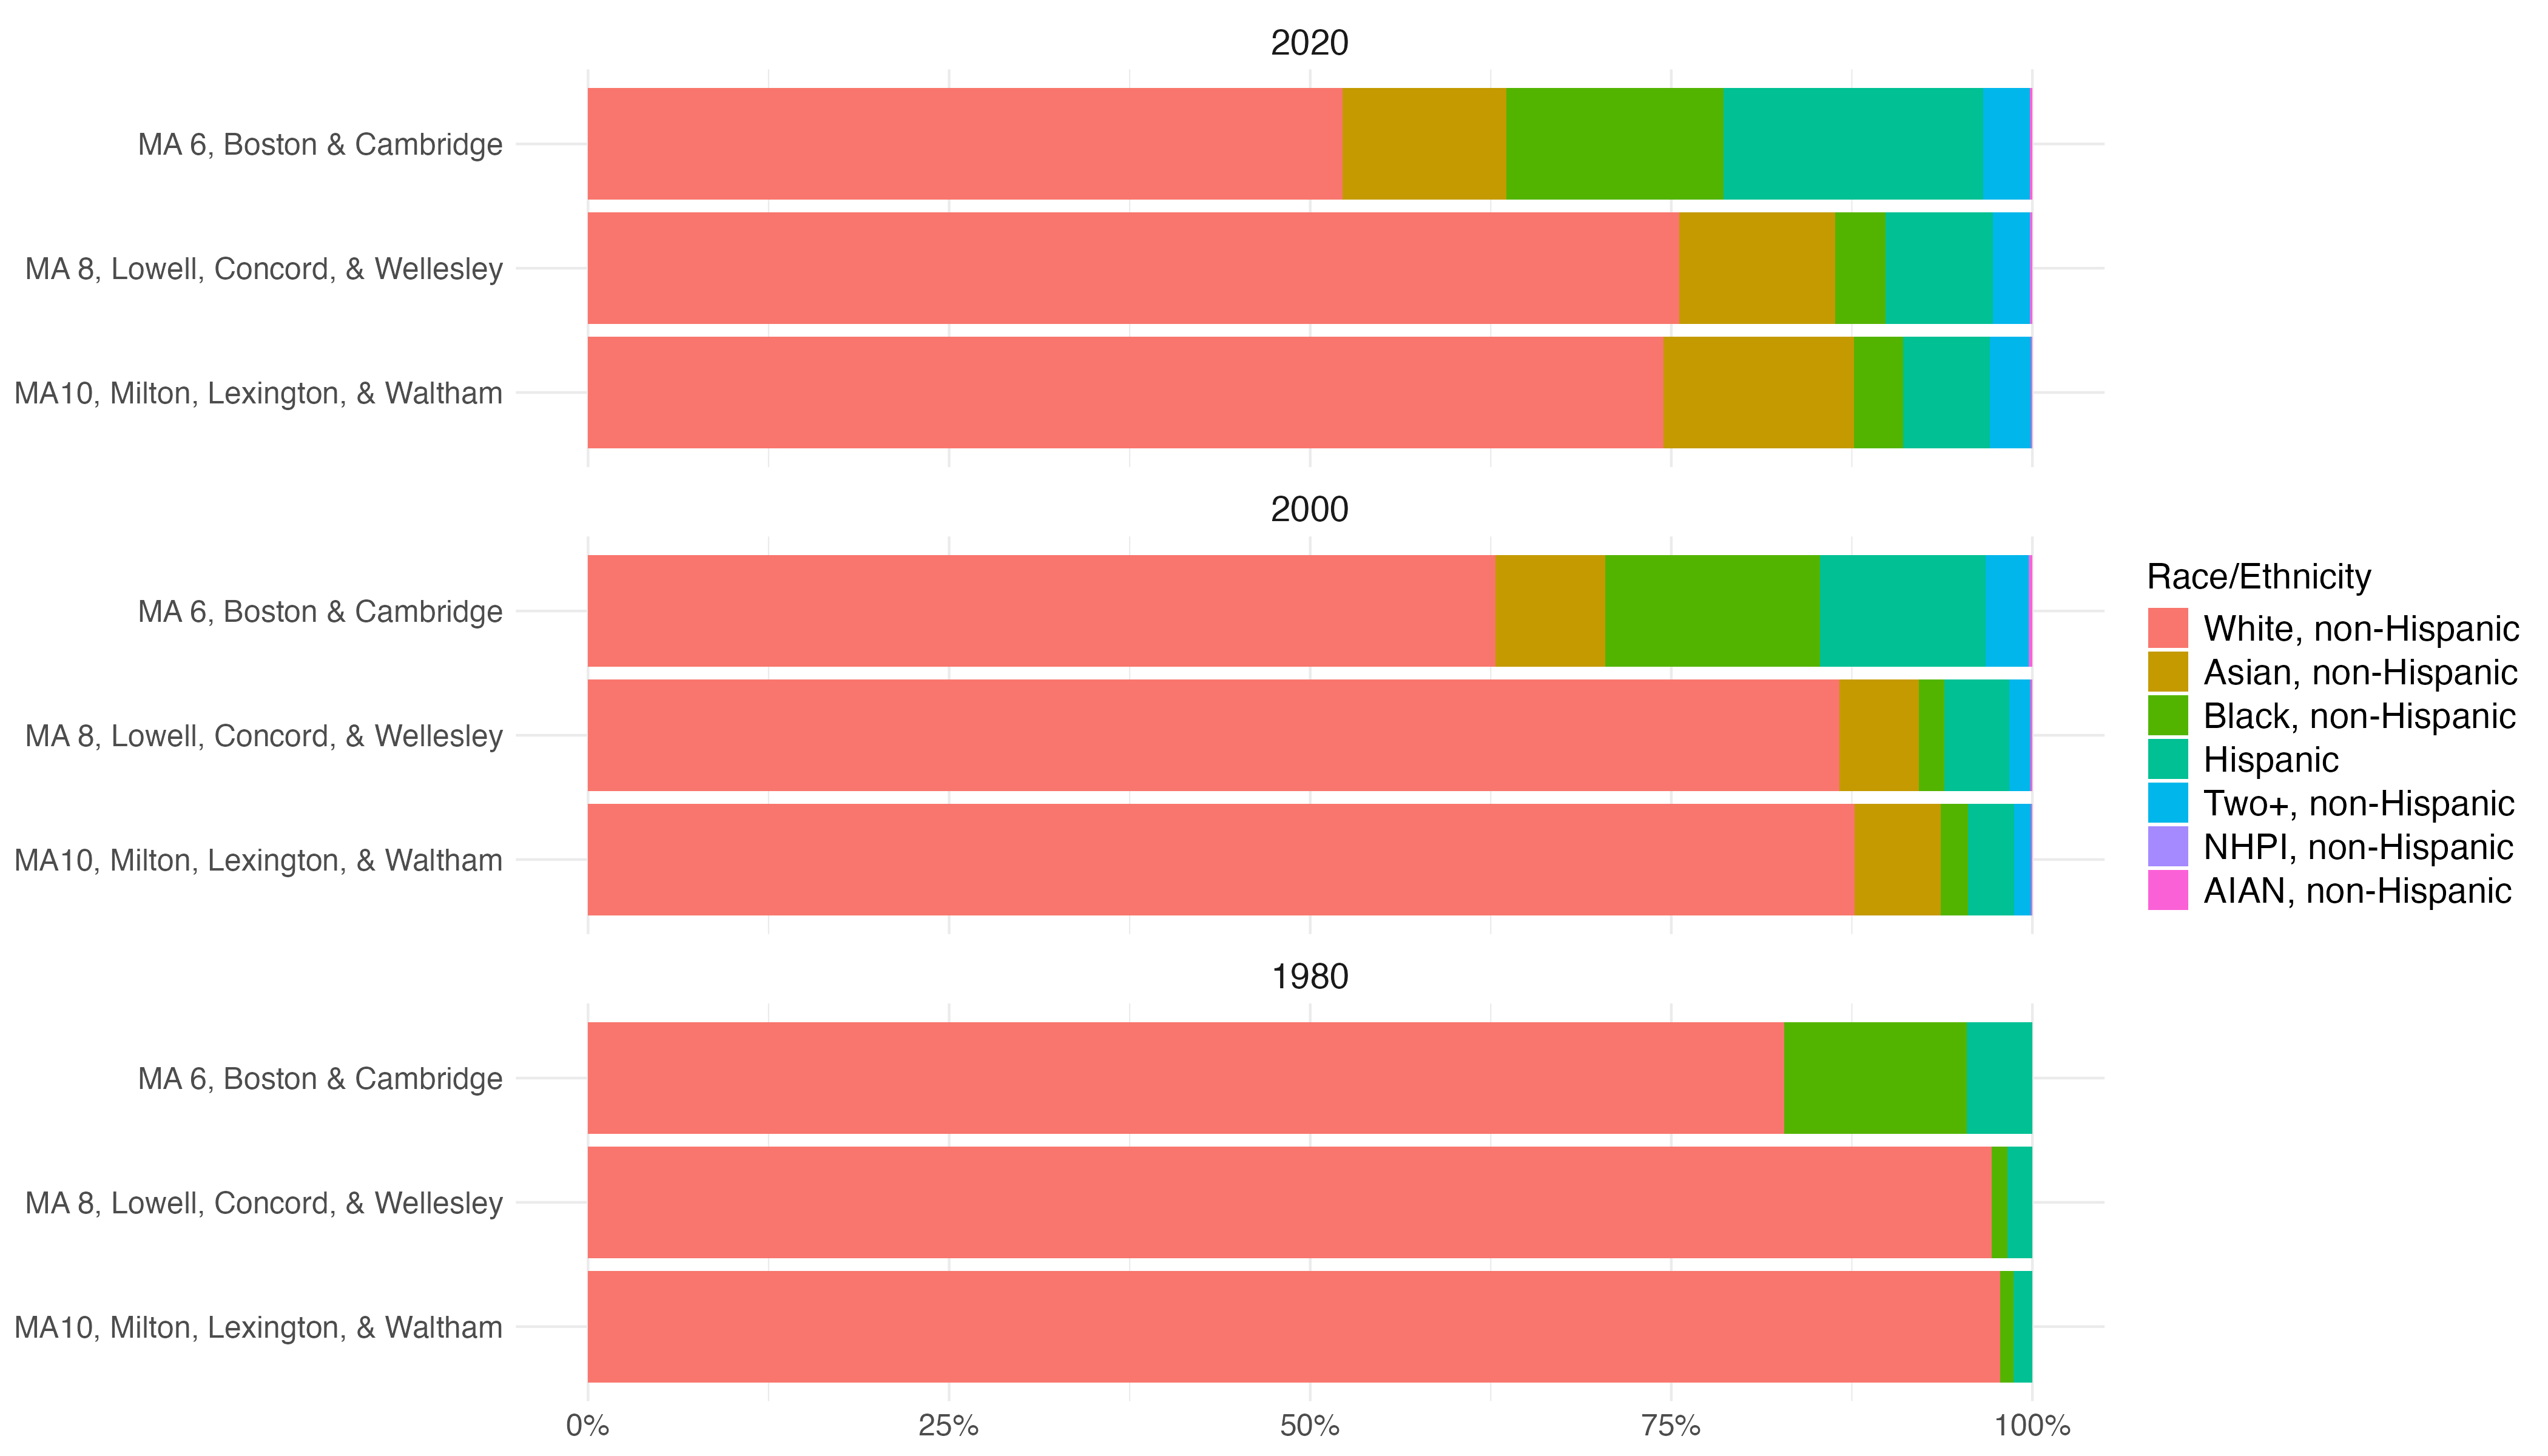 2020
MA 6, Boston & Cambridge
MA 8, Lowell, Concord, & Wellesley
MA10, Milton, Lexington, & Waltham
2000
MA 6, Boston & Cambridge
MA 8, Lowell, Concord, & Wellesley
MA10, Milton, Lexington, & Waltham
1980
MA 6, Boston & Cambridge
MA 8, Lowell, Concord, & Wellesley
MA10, Milton, Lexington, & Waltham
0% 25% 50% 75% 100%
Race/Ethnicity
White, non-Hispanic
Asian, non-Hispanic
Black, non-Hispanic
Hispanic
Two+, non-Hispanic
NHPI, non-Hispanic
AIAN, non-Hispanic